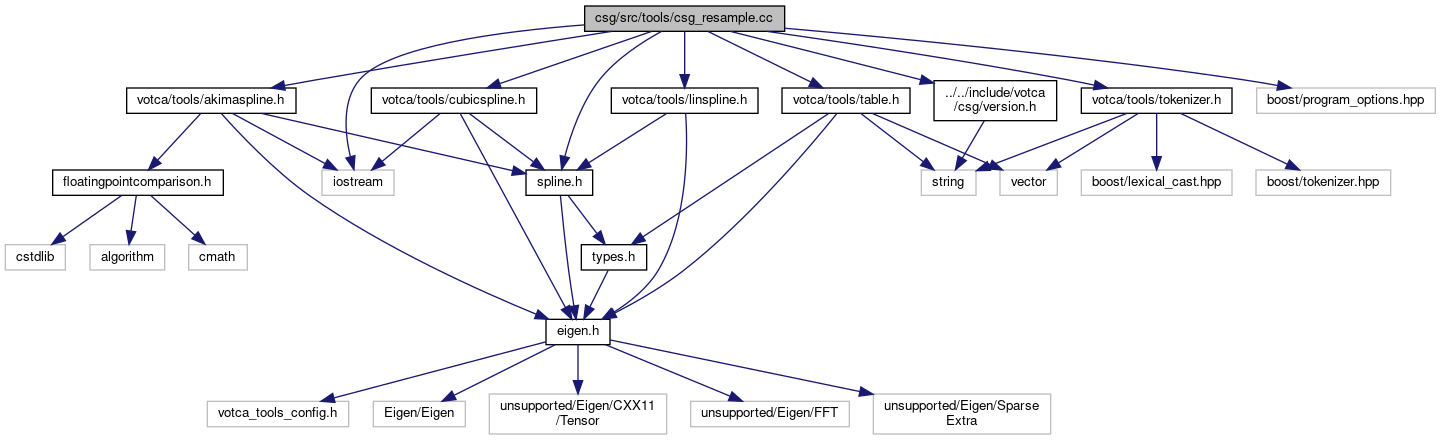 csg/src/tools/csg_resample.cc
votca/tools/akimaspline.h
votca/tools/cubicspline.h
votca/tools/linspline.h
votca/tools/table.h
../../include/votca
/csg/version.h
votca/tools/tokenizer.h
boost/program_options.hpp
floatingpointcomparison.h
iostream
spline.h
string
vector
boost/lexical_cast.hpp
boost/tokenizer.hpp
cstdlib
algorithm
cmath
types.h
eigen.h
votca_tools_config.h
Eigen/Eigen
unsupported/Eigen/CXX11
/Tensor
unsupported/Eigen/FFT
unsupported/Eigen/Sparse
Extra